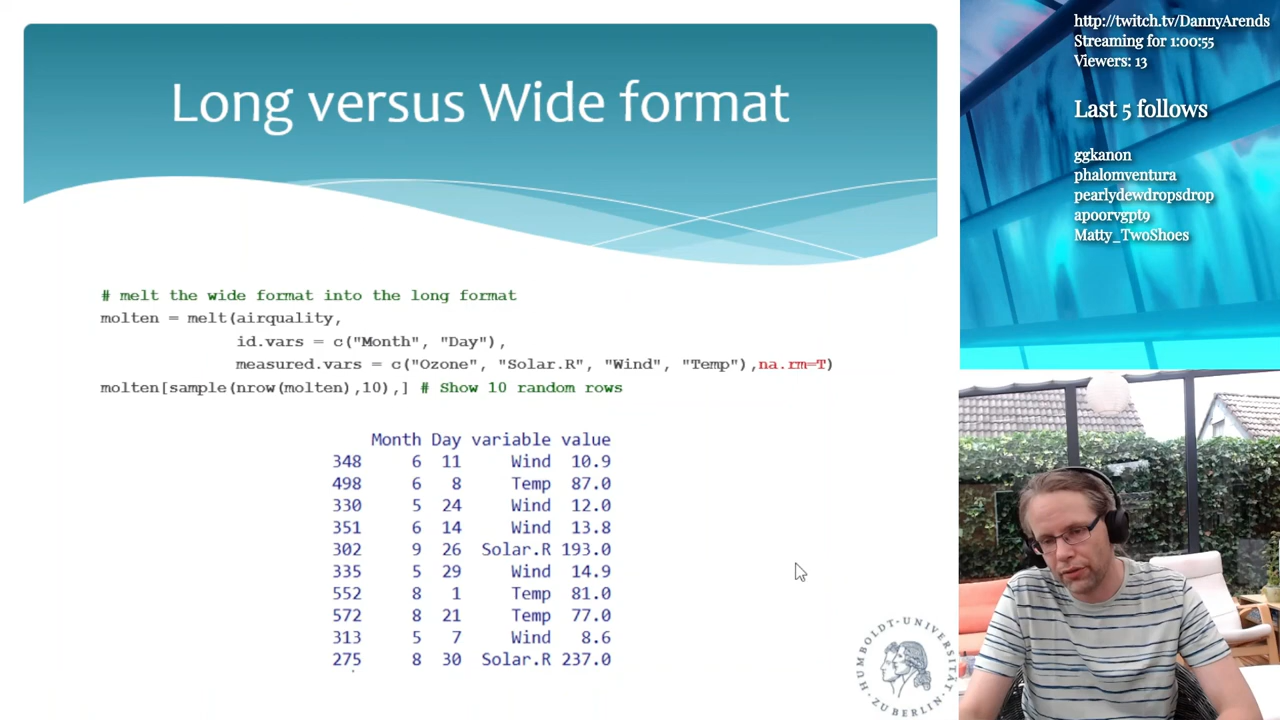 Long versus Wide format
# melt the wide format into the long format
molten = melt(airquality,
id.vars = c("Month", "Day"),
measured.vars = c("Ozone", "Solar.R", "Wind", "Temp"),na.rm=T)
molten[sample(nrow(molten),10),] # Show 10 random rows
Month Day variable value
348 6 11 Wind 10.9
498 6 8 Temp 87.0
330 5 24 Wind 12.0
351 6 14 Wind 13.8
302 9 26 Solar.R 193.0
335 5 29 Wind 14.9
552 8 1 Temp 81.0
572 8 21 Temp 77.0
313 5 7 Wind 8.6
275 8 30 Solar.R 237.0
HUMBOLDT-UNIVERSITÄT
ZU BERLIN
http://twitch.tv/DannyArends
Streaming for 1:00:55
Viewers: 13
Last 5 follows
ggkanon
phalomventura
pearlydewdropsdrop
apoorvgpt9
Matty_TwoShoes